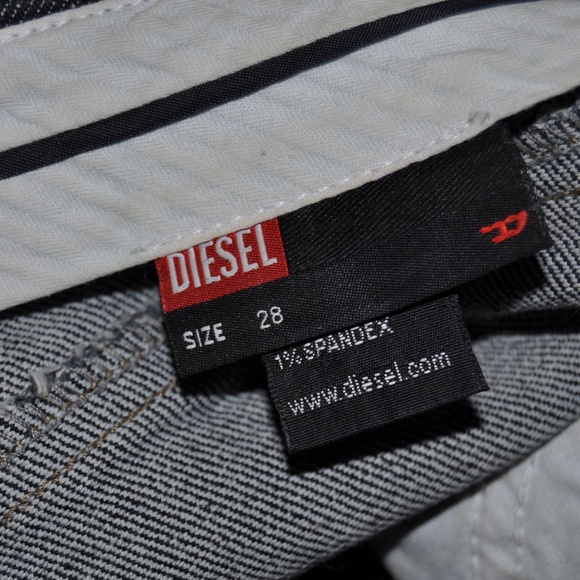 DIESEL
D
SIZE 28
1% SPANDEX
www.diesel.com